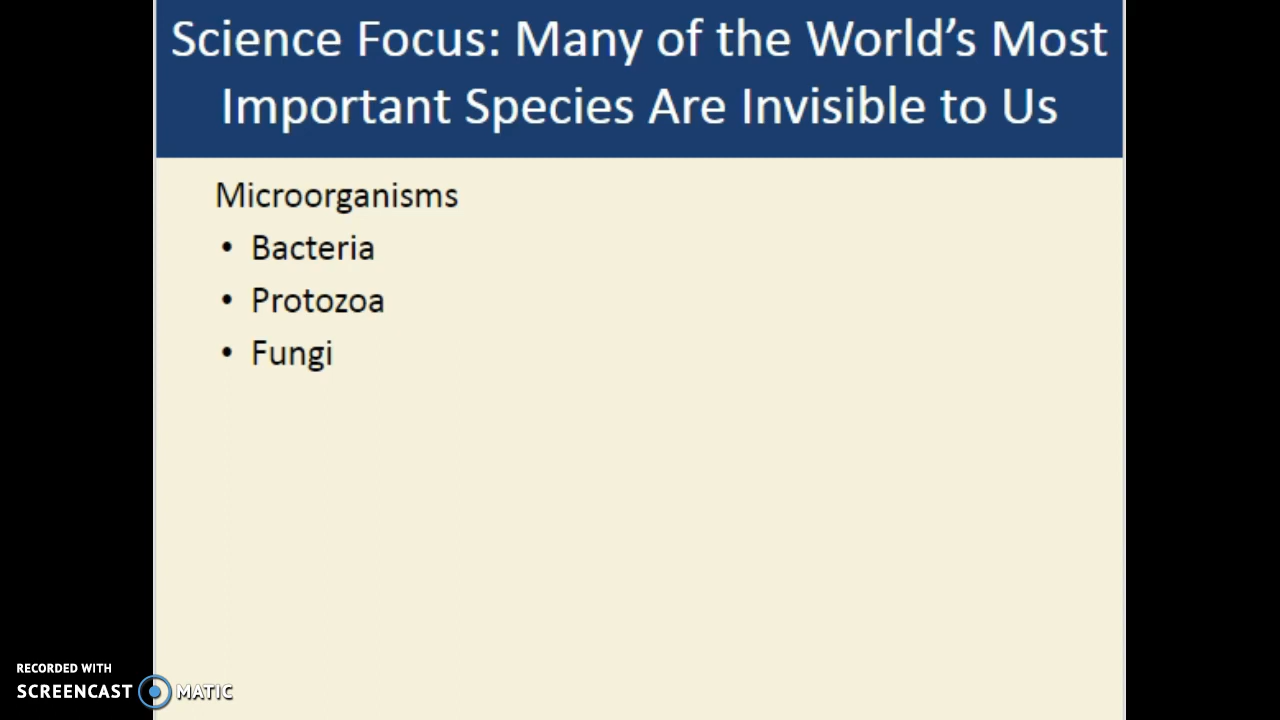 Science Focus: Many of the World’s Most
Important Species Are Invisible to Us
Microorganisms
• Bacteria
• Protozoa
• Fungi
RECORDED WITH
SCREENCAST MATIC